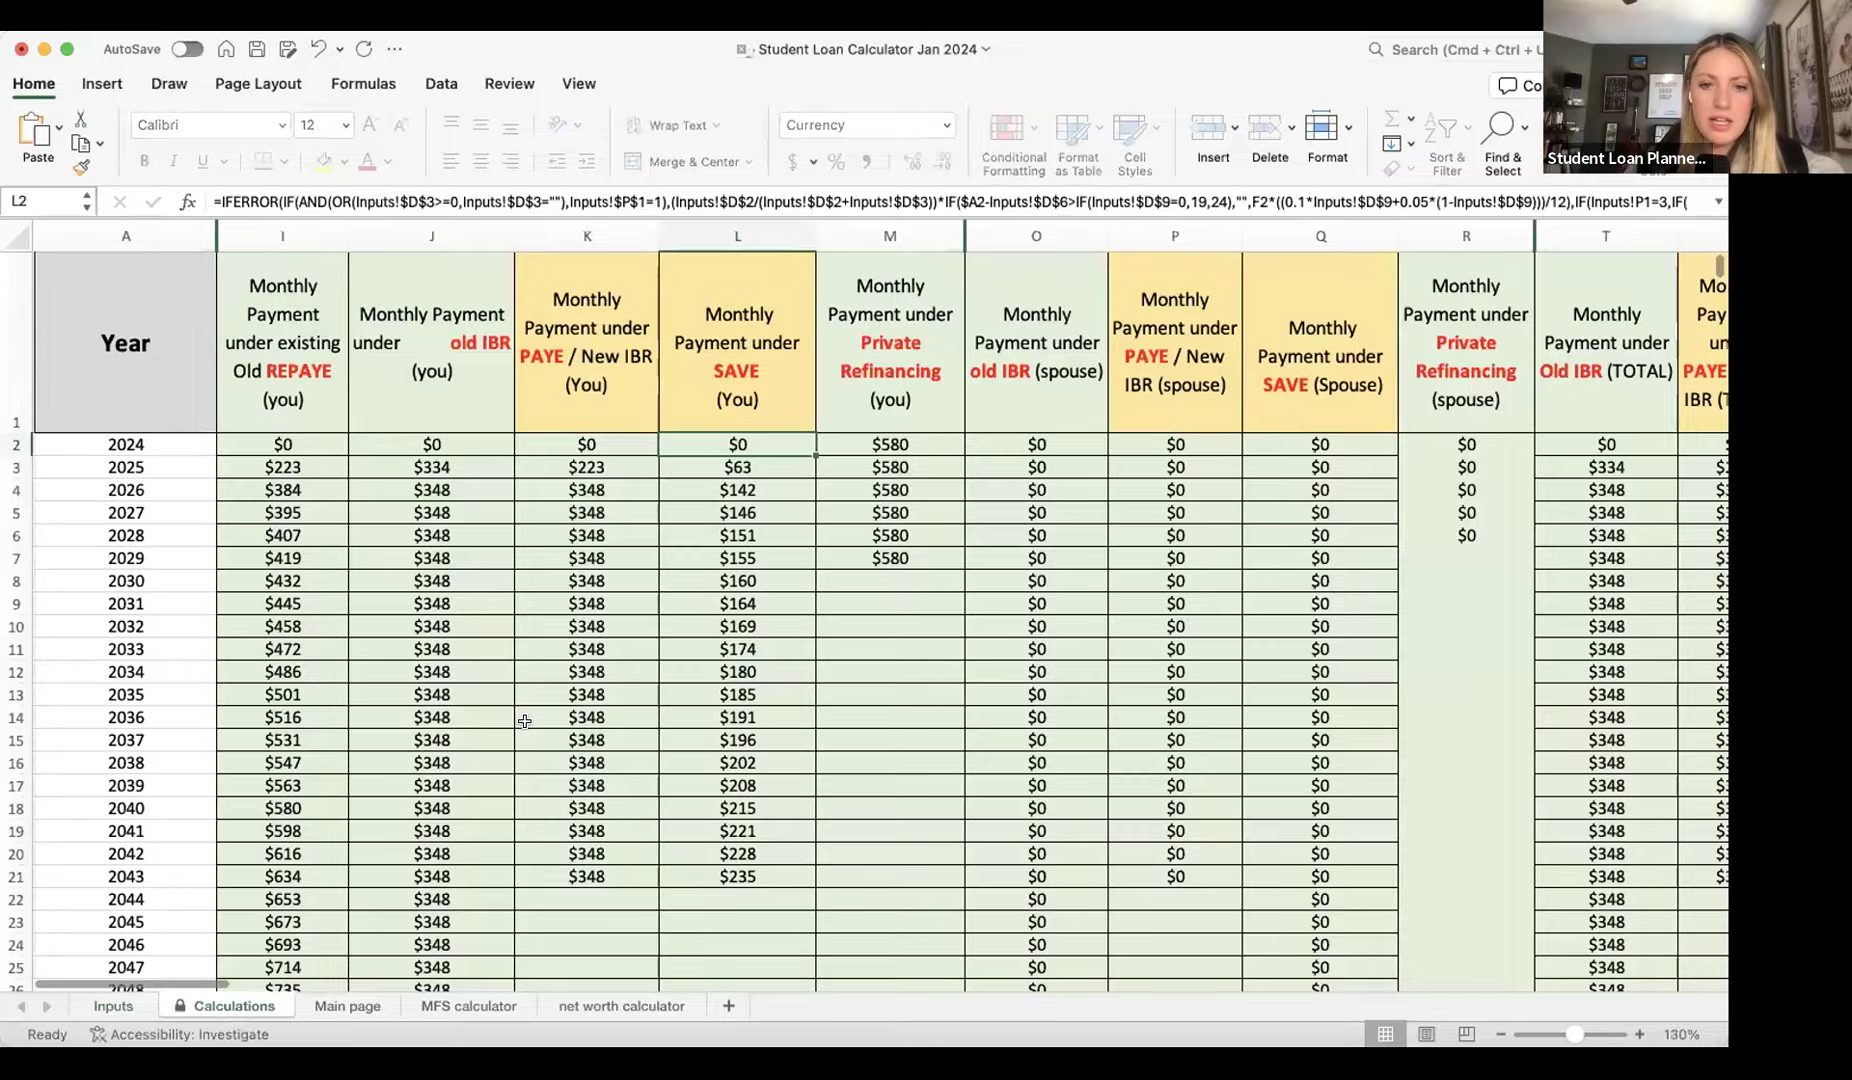 AutoSave
Student Loan Calculator Jan 2024
Search (Cmd + Ctrl + U
Home Insert Draw Page Layout Formulas Data Review View
Co
Student Loan Planne...
Paste
Calibri 12
B I U
Wrap Text
Merge & Center
Currency
Conditional Formatting
Format as Table
Cell Styles
Insert Delete Format
Sort & Filter
Find & Select
L2 fx =IFERROR(IF(AND(OR(Inputs!$D$3>=0,Inputs!$D$3=""),Inputs!$P$1=1),(Inputs!$D$2/(Inputs!$D$2+Inputs!$D$3))*IF($A2-Inputs!$D$6>IF(Inputs!$D$9=0,19,24),"",F2*((0.1*Inputs!$D$9+0.05*(1-Inputs!$D$9)))/12),IF(Inputs!P1=3,IF(
A I J K L M O P Q R T
1
Year
Monthly Payment under existing Old REPAYE (you)
Monthly Payment under old IBR (you)
Monthly Payment under PAYE / New IBR (You)
Monthly Payment under SAVE (You)
Monthly Payment under Private Refinancing (you)
Monthly Payment under old IBR (spouse)
Monthly Payment under PAYE / New IBR (spouse)
Monthly Payment under SAVE (Spouse)
Monthly Payment under Private Refinancing (spouse)
Monthly Payment under Old IBR (TOTAL)
PAYE
2 2024 $0 $0 $0 $0 $580 $0 $0 $0 $0 $0
3 2025 $223 $334 $223 $63 $580 $0 $0 $0 $0 $334
4 2026 $384 $348 $348 $142 $580 $0 $0 $0 $0 $348
5 2027 $395 $348 $348 $146 $580 $0 $0 $0 $0 $348
6 2028 $407 $348 $348 $151 $580 $0 $0 $0 $0 $348
7 2029 $419 $348 $348 $155 $580 $0 $0 $0 $348
8 2030 $432 $348 $348 $160 $0 $0 $0 $348
9 2031 $445 $348 $348 $164 $0 $0 $0 $348
10 2032 $458 $348 $348 $169 $0 $0 $0 $348
11 2033 $472 $348 $348 $174 $0 $0 $0 $348
12 2034 $486 $348 $348 $180 $0 $0 $0 $348
13 2035 $501 $348 $348 $185 $0 $0 $0 $348
14 2036 $516 $348 $348 $191 $0 $0 $0 $348
15 2037 $531 $348 $348 $196 $0 $0 $0 $348
16 2038 $547 $348 $348 $202 $0 $0 $0 $348
17 2039 $563 $348 $348 $208 $0 $0 $0 $348
18 2040 $580 $348 $348 $215 $0 $0 $0 $348
19 2041 $598 $348 $348 $221 $0 $0 $0 $348
20 2042 $616 $348 $348 $228 $0 $0 $0 $348
21 2043 $634 $348 $348 $235 $0 $0 $0 $348
22 2044 $653 $348 $0 $0 $348
23 2045 $673 $348 $0 $0 $348
24 2046 $693 $348 $0 $0 $348
25 2047 $714 $348 $0 $0 $348
Inputs Calculations Main page MFS calculator net worth calculator +
Ready Accessibility: Investigate 130%